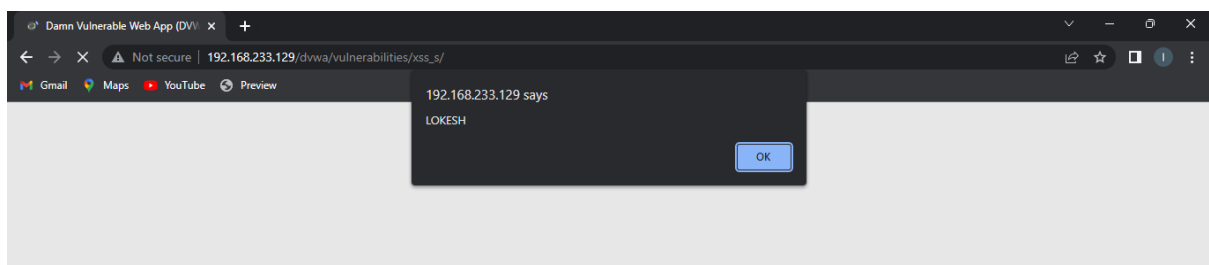 Damn Vulnerable Web App (DVW
Not secure | 192.168.233.129/dvwa/vulnerabilities/xss_s/
I
Gmail Maps YouTube Preview
192.168.233.129 says
LOKESH
OK